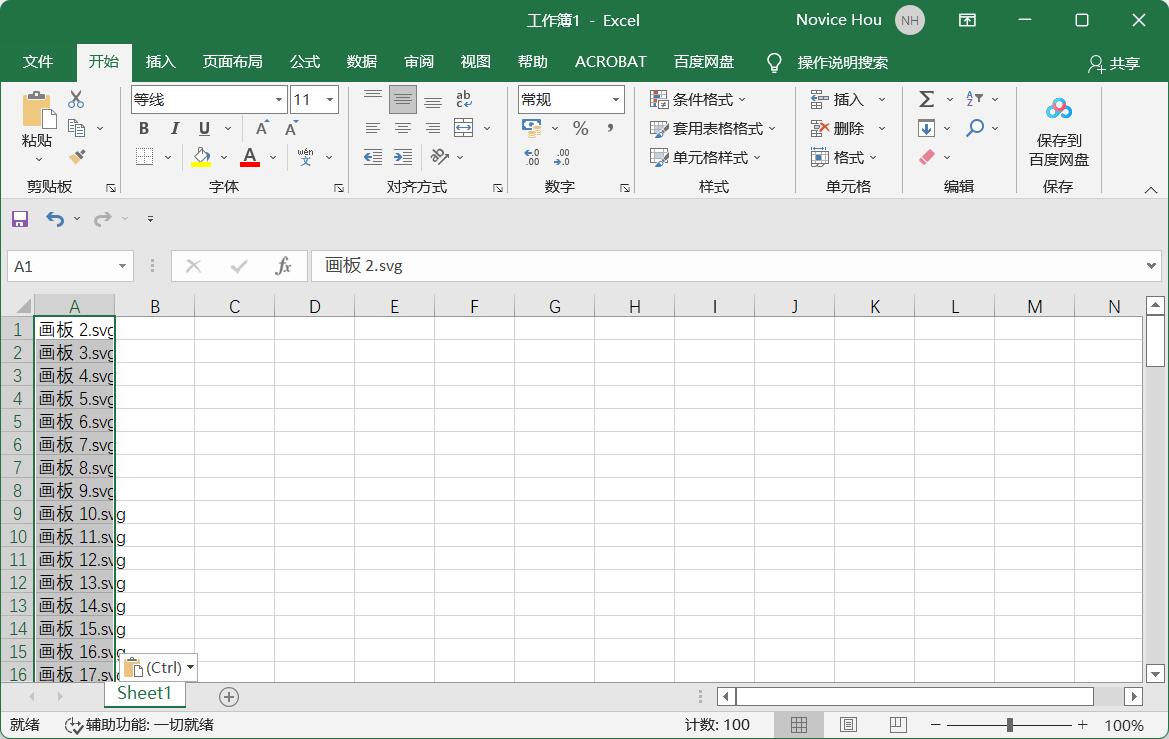 工作簿1 - Excel
Novice Hou NH
文件 开始 插入 页面布局 公式 数据 审阅 视图 帮助 ACROBAT 百度网盘 操作说明搜索 共享
粘贴
剪贴板
等线 11
B I U A A
A wén 文
字体
ab c
对齐方式
常规
% ,
.0 .00 .00 .0
数字
条件格式
套用表格格式
单元格样式
样式
插入
删除
格式
单元格
Σ A Z
编辑
保存到
百度网盘
保存
A1 fx 画板 2.svg
A B C D E F G H I J K L M N
1 画板 2.svg
2 画板 3.svg
3 画板 4.svg
4 画板 5.svg
5 画板 6.svg
6 画板 7.svg
7 画板 8.svg
8 画板 9.svg
9 画板 10.svg
10 画板 11.svg
11 画板 12.svg
12 画板 13.svg
13 画板 14.svg
14 画板 15.svg
15 画板 16.svg
16 画板 17.sv
(Ctrl)
Sheet1
就绪 辅助功能: 一切就绪 计数: 100 100%